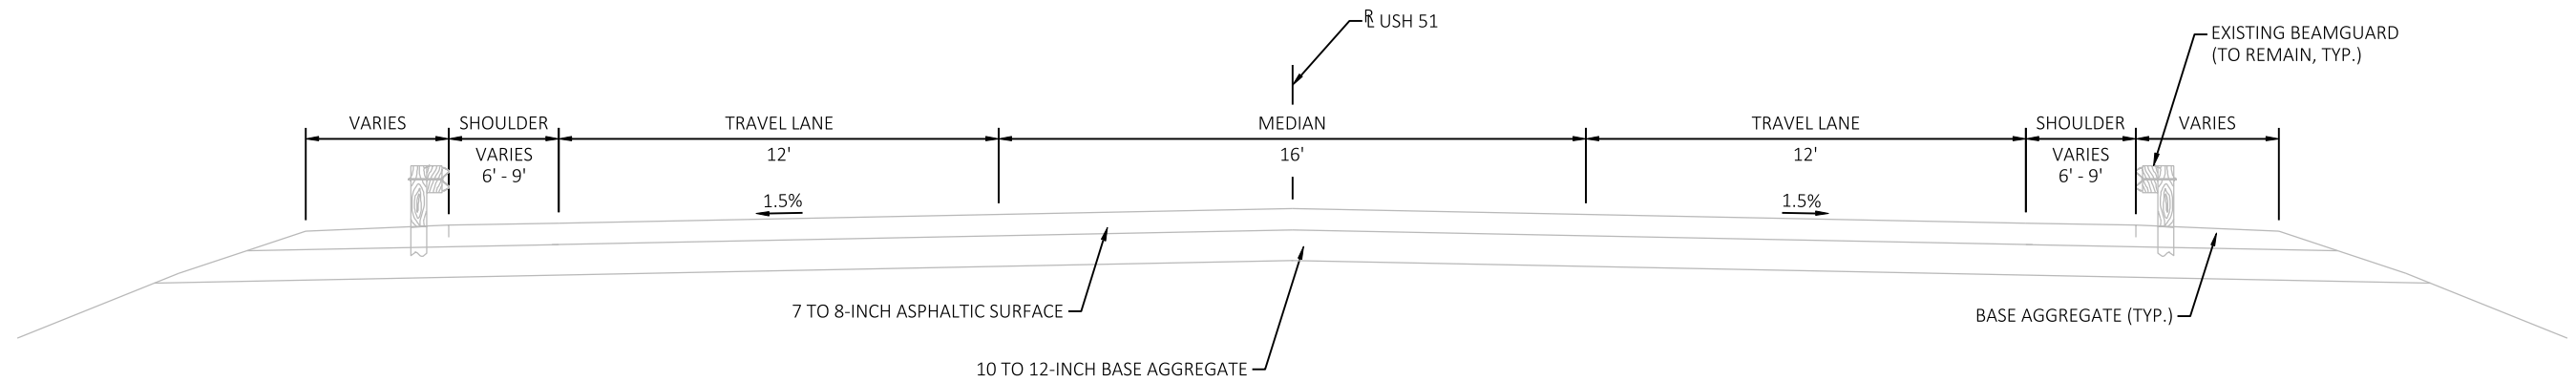 R/L USH 51
EXISTING BEAMGUARD
(TO REMAIN, TYP.)
VARIES
SHOULDER
TRAVEL LANE
MEDIAN
TRAVEL LANE
SHOULDER
VARIES
VARIES
6' - 9'
12'
16'
12'
VARIES
6' - 9'
1.5%
1.5%
7 TO 8-INCH ASPHALTIC SURFACE
BASE AGGREGATE (TYP.)
10 TO 12-INCH BASE AGGREGATE